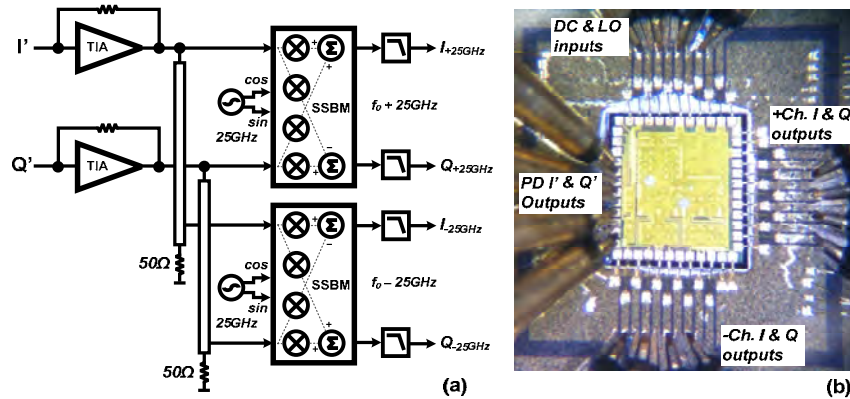 I'
TIA
Q'
TIA
cos
sin
25GHz
SSBM
f₀ + 25GHz
I+25GHz
Q+25GHz
+
Σ
+
−
Σ
+
cos
sin
25GHz
SSBM
f₀ − 25GHz
I-25GHz
Q-25GHz
+
Σ
−
+
Σ
+
50Ω
50Ω
(a)
DC & LO
inputs
+Ch. I & Q
outputs
PD I' & Q'
Outputs
-Ch. I & Q
outputs
(b)